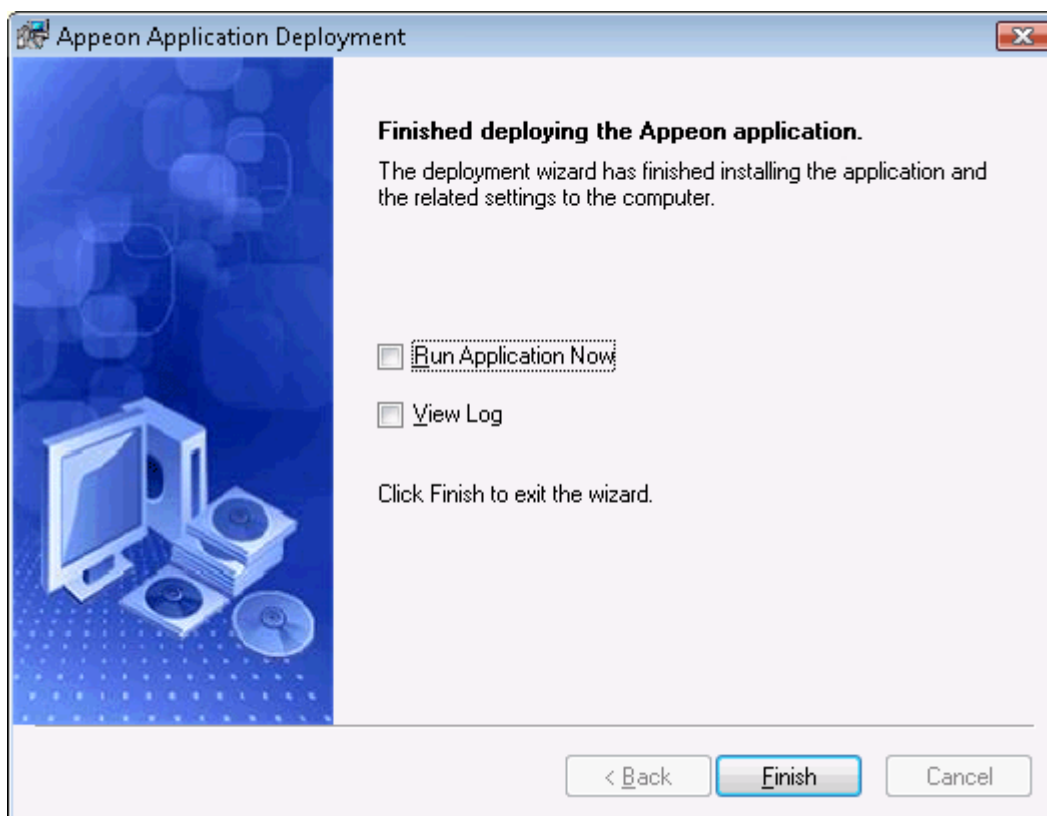 Appeon Application Deployment
Finished deploying the Appeon application.
The deployment wizard has finished installing the application and
the related settings to the computer.
Run Application Now
View Log
Click Finish to exit the wizard.
< Back
Finish
Cancel